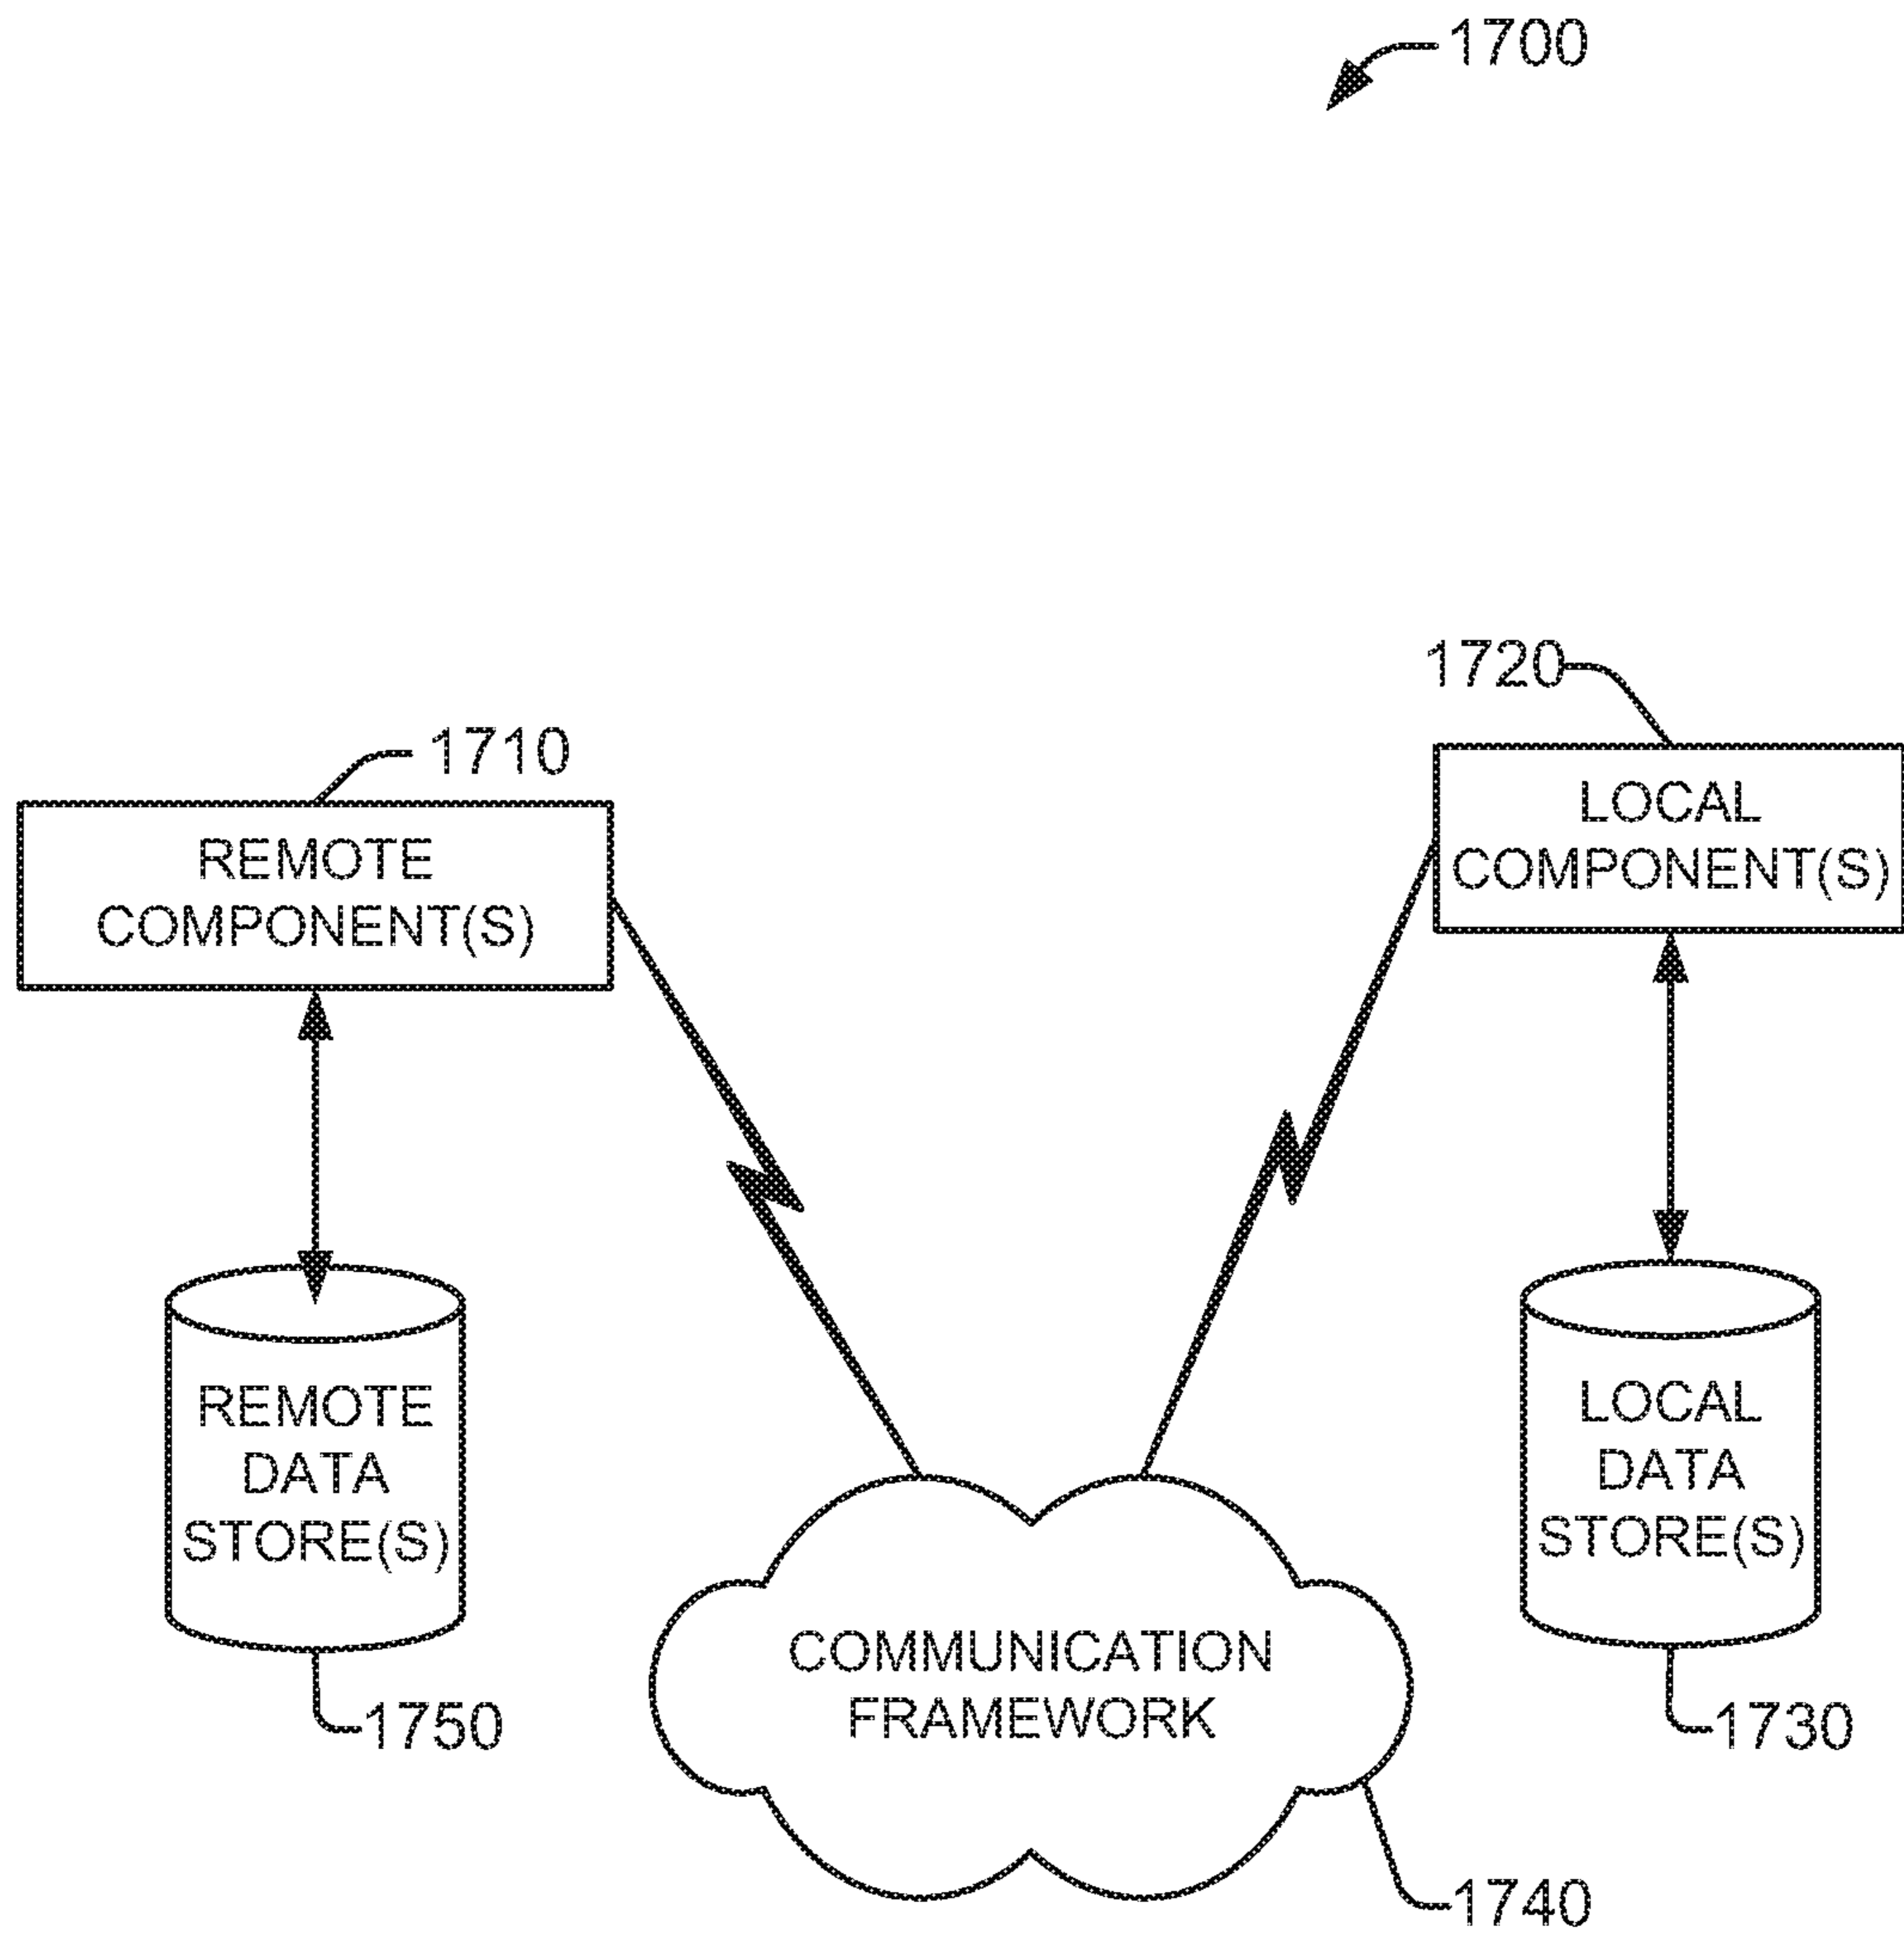 1700
1720
1710
LOCAL
COMPONENT(S)
REMOTE
COMPONENT(S)
REMOTE
DATA
STORE(S)
LOCAL
DATA
STORE(S)
COMMUNICATION
FRAMEWORK
1750
1730
1740